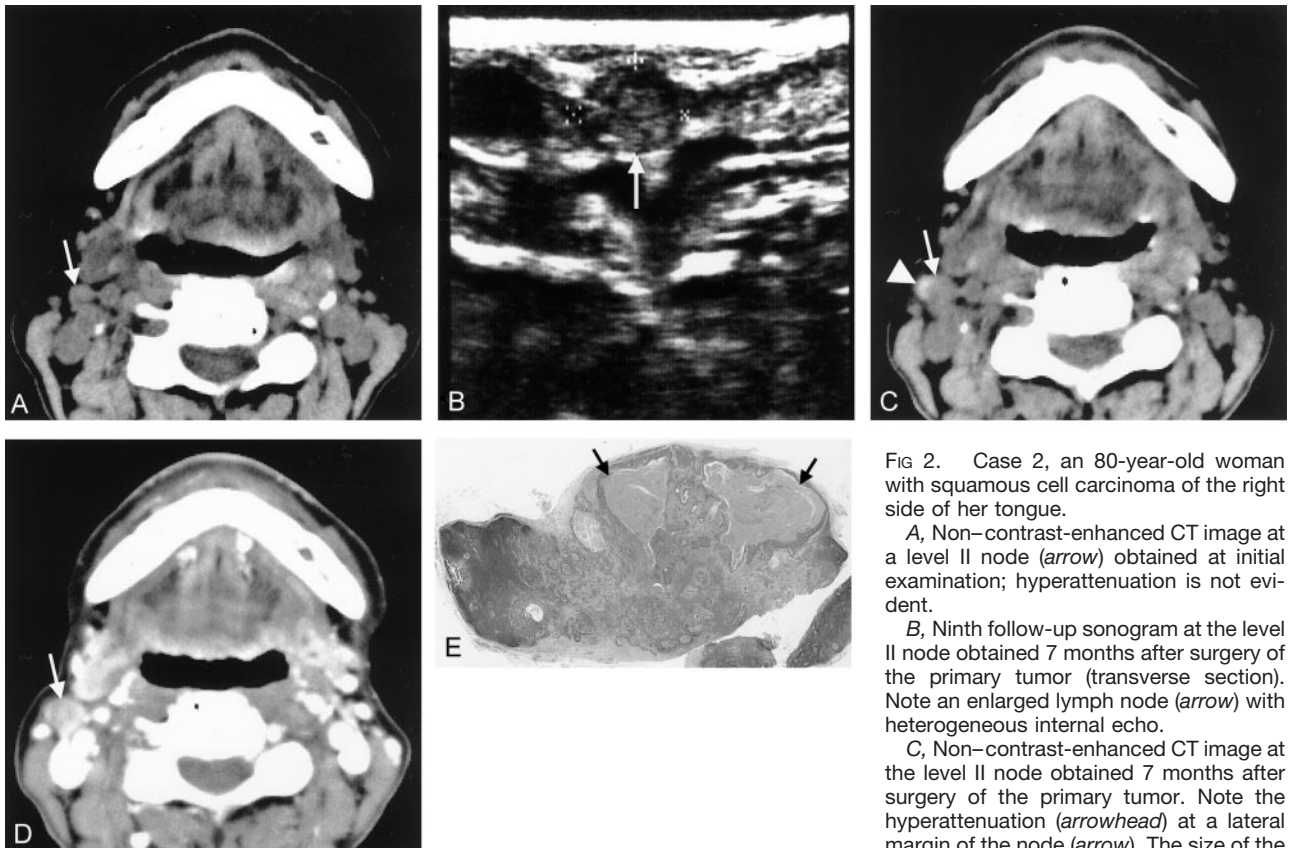 A
B
C
D
E
FIG 2. Case 2, an 80-year-old woman
with squamous cell carcinoma of the right
side of her tongue.
A, Non–contrast-enhanced CT image at
a level II node (arrow) obtained at initial
examination; hyperattenuation is not evi-
dent.
B, Ninth follow-up sonogram at the level
II node obtained 7 months after surgery of
the primary tumor (transverse section).
Note an enlarged lymph node (arrow) with
heterogeneous internal echo.
C, Non–contrast-enhanced CT image at
the level II node obtained 7 months after
surgery of the primary tumor. Note the
hyperattenuation (arrowhead) at a lateral
margin of the node (arrow). The size of the